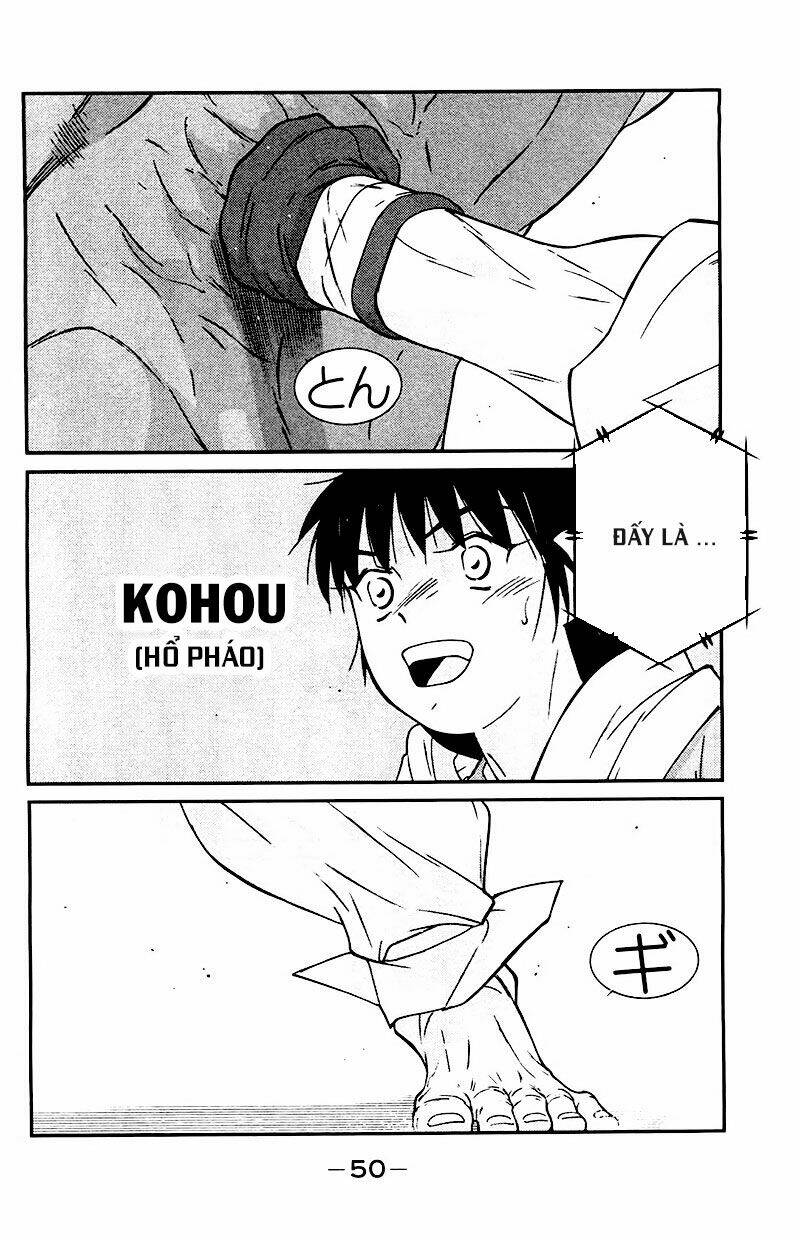 とん
ĐẤY LÀ ...
KOHOU
(HỔ PHÁO)
ギ
-50-